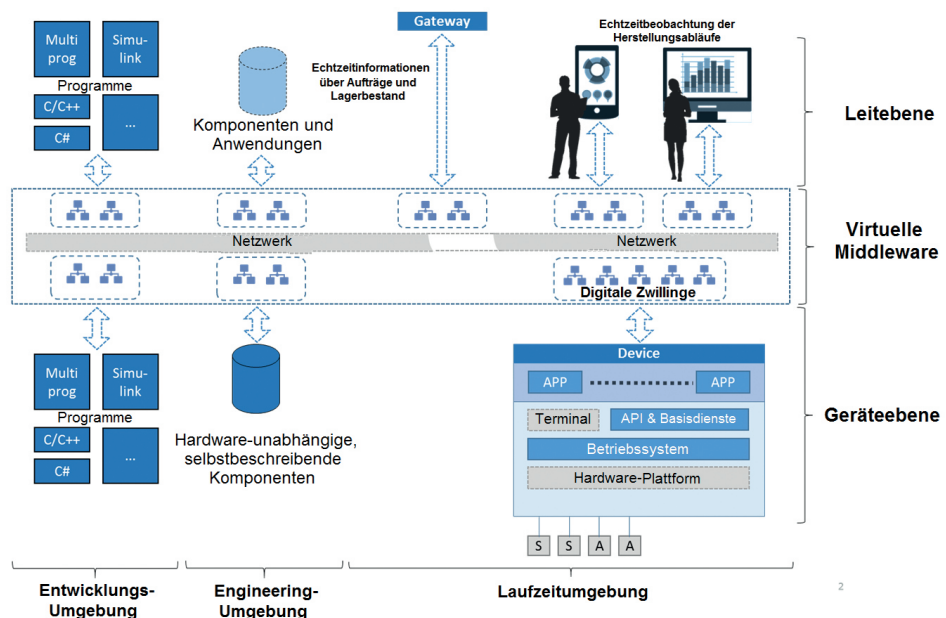 Gateway
Multi
prog
Simu-
link
Programme
C/C++
C#
...
Komponenten und
Anwendungen
Echtzeitinformationen
über Aufträge und
Lagerbestand
Echtzeitbeobachtung der
Herstellungsabläufe
Leitebene
Netzwerk
Netzwerk
Digitale Zwillinge
Virtuelle
Middleware
Multi
prog
Simu-
link
Programme
C/C++
C#
...
Hardware-unabhängige,
selbstbeschreibende
Komponenten
Device
APP
APP
Terminal
API & Basisdienste
Betriebssystem
Hardware-Plattform
S
S
A
A
Geräteebene
Entwicklungs-
Umgebung
Engineering-
Umgebung
Laufzeitumgebung
2